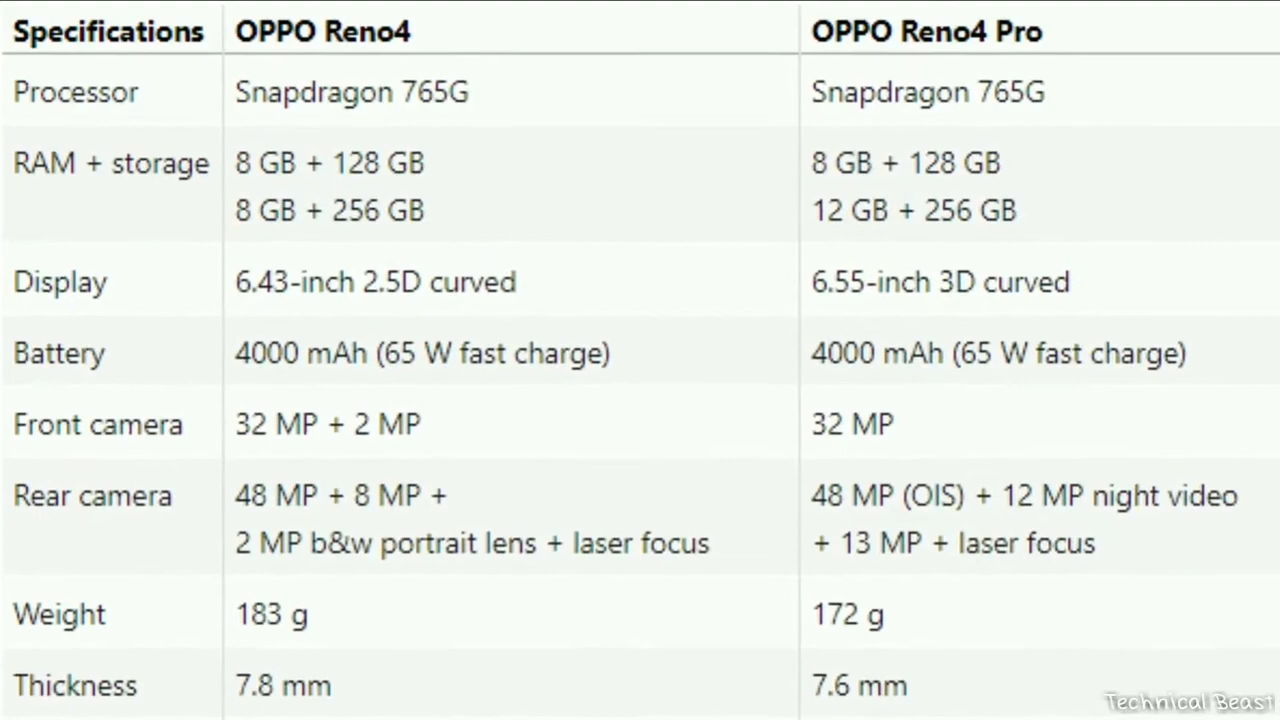 Specifications OPPO Reno4 OPPO Reno4 Pro
Processor Snapdragon 765G Snapdragon 765G
RAM + storage 8 GB + 128 GB 8 GB + 128 GB
8 GB + 256 GB 12 GB + 256 GB
Display 6.43-inch 2.5D curved 6.55-inch 3D curved
Battery 4000 mAh (65 W fast charge) 4000 mAh (65 W fast charge)
Front camera 32 MP + 2 MP 32 MP
Rear camera 48 MP + 8 MP + 48 MP (OIS) + 12 MP night video
2 MP b&w portrait lens + laser focus + 13 MP + laser focus
Weight 183 g 172 g
Thickness 7.8 mm 7.6 mm
Technical Beast